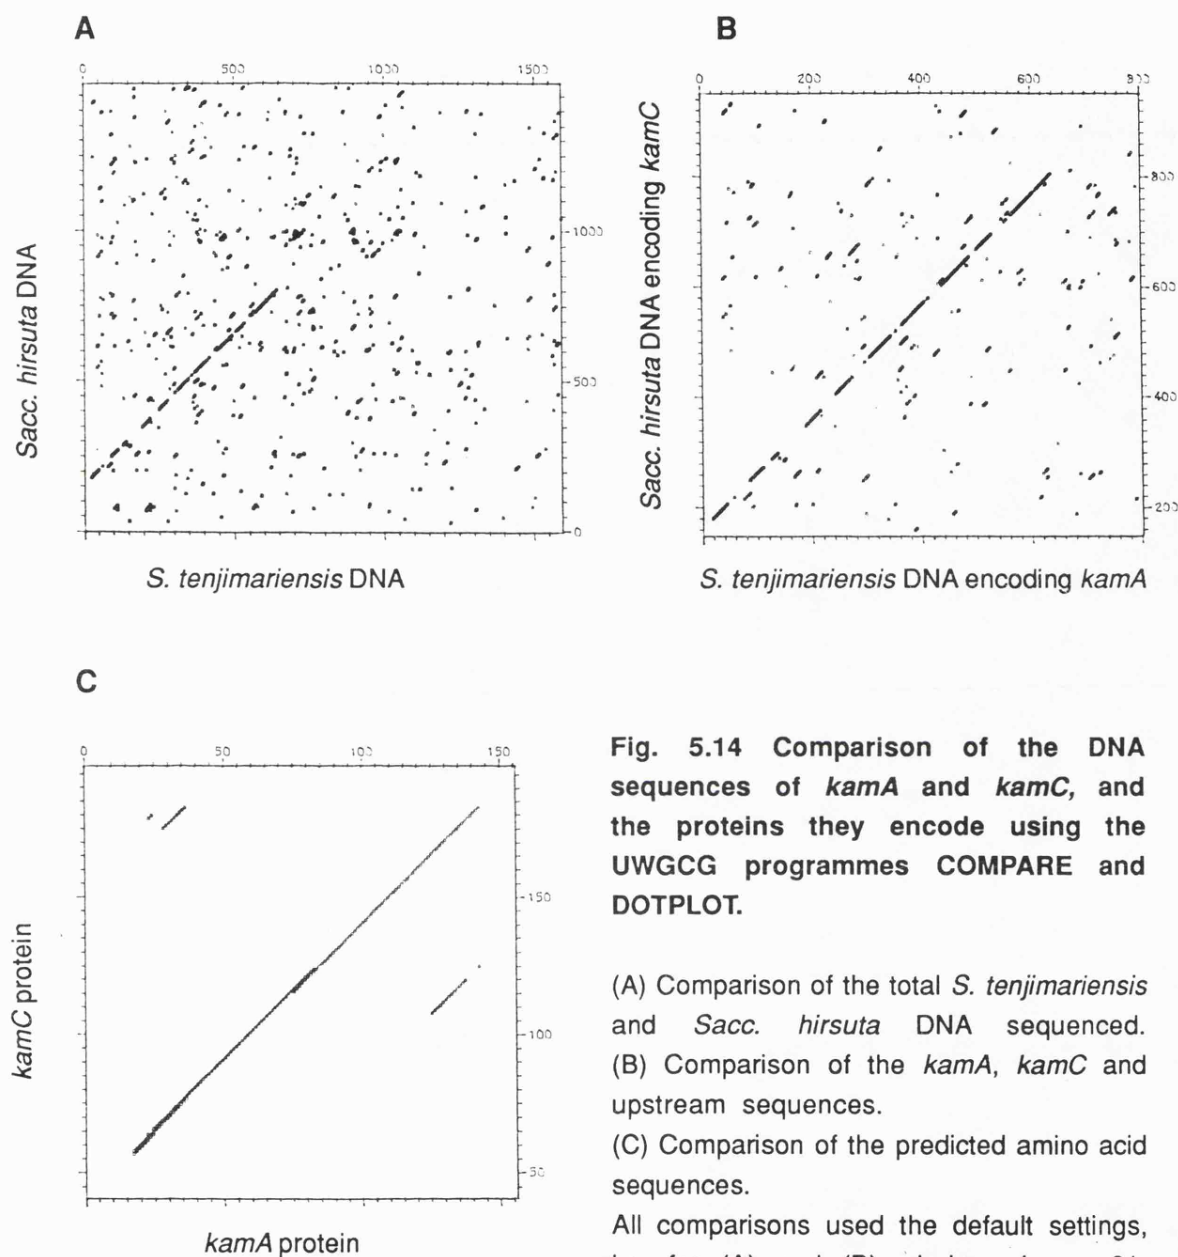 A
B
0 500 1000 1500
1000
500
0
Sacc. hirsuta DNA
S. tenjimariensis DNA
0 200 400 600 800
800
600
400
200
Sacc. hirsuta DNA encoding kamC
S. tenjimariensis DNA encoding kamA
C
0 50 100 150
150
100
50
kamC protein
kamA protein
Fig. 5.14 Comparison of the DNA
sequences of kamA and kamC, and
the proteins they encode using the
UWGCG programmes COMPARE and
DOTPLOT.
(A) Comparison of the total S. tenjimariensis
and Sacc. hirsuta DNA sequenced.
(B) Comparison of the kamA, kamC and
upstream sequences.
(C) Comparison of the predicted amino acid
sequences.
All comparisons used the default settings,